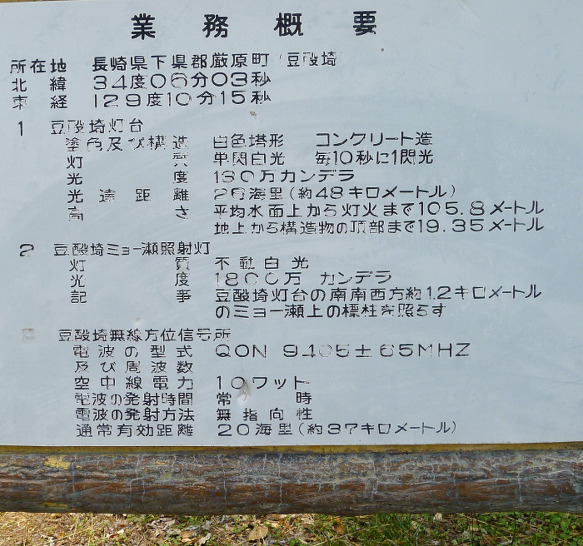 業務概要
所在地 長崎県下県郡厳原町 豆酘埼
北緯 34度06分03秒
東経 129度10分15秒
1 豆酘埼灯台
塗色及び構造 白色塔形 コンクリート造
灯質 単閃白光 毎10秒に1閃光
光度 130万カンデラ
光達距離 26海里(約48キロメートル)
高さ 平均水面上から灯火まで105.8メートル
地上から構造物の頂部まで19.35メートル
2 豆酘埼ミョー瀬照射灯
灯質 不動白光
光度 1800万 カンデラ
記事 豆酘埼灯台の南南西方約1.2キロメートル
のミョー瀬上の標柱を照らす
3 豆酘埼無線方位信号所
電波の型式 QON 9405±65MHZ
及び周波数
空中線電力 10ワット
電波の発射時間 常時
電波の発射方法 無指向性
通常有効距離 20海里(約37キロメートル)